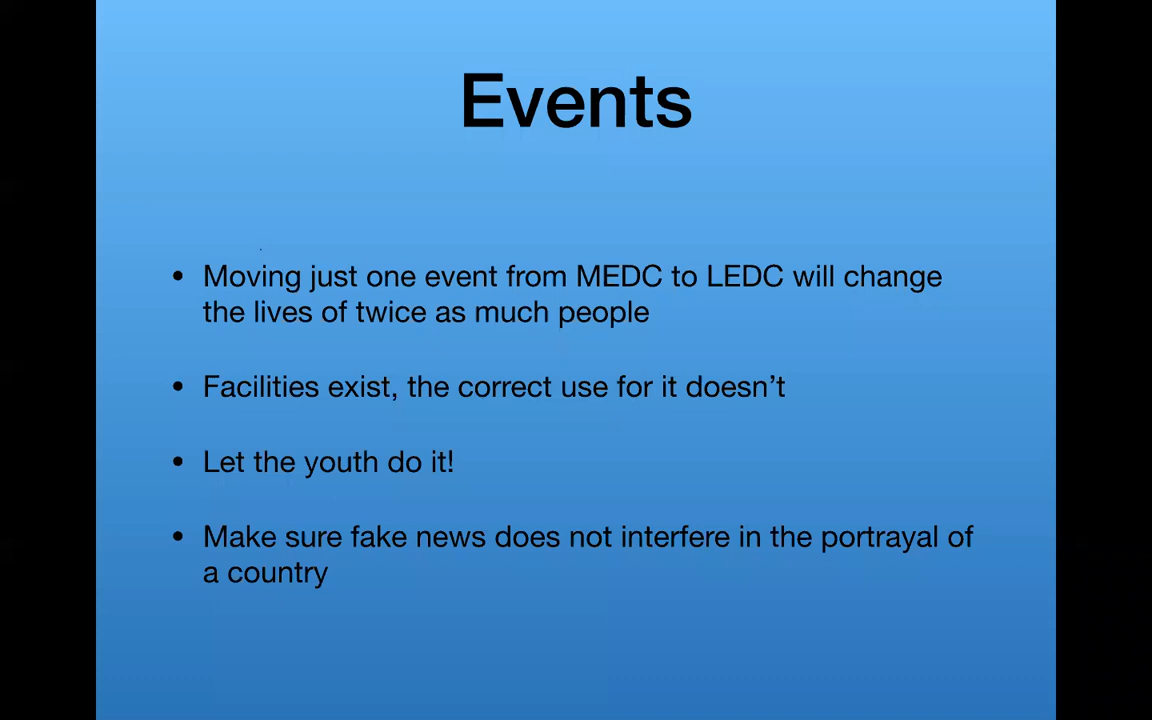 Events
• Moving just one event from MEDC to LEDC will change
the lives of twice as much people
• Facilities exist, the correct use for it doesn’t
• Let the youth do it!
• Make sure fake news does not interfere in the portrayal of
a country